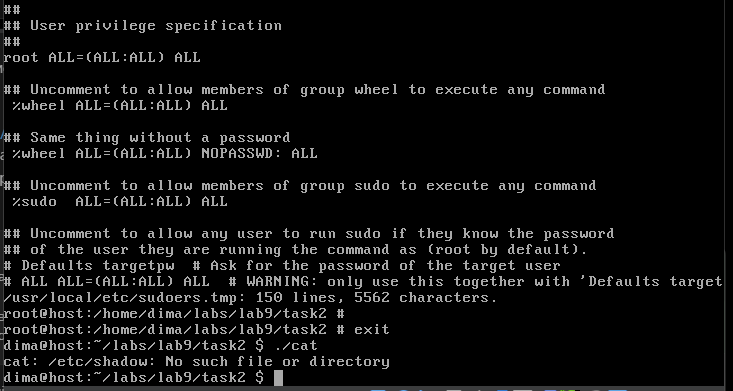 ##
## User privilege specification
##
root ALL=(ALL:ALL) ALL
## Uncomment to allow members of group wheel to execute any command
 %wheel ALL=(ALL:ALL) ALL
## Same thing without a password
 %wheel ALL=(ALL:ALL) NOPASSWD: ALL
## Uncomment to allow members of group sudo to execute any command
 %sudo  ALL=(ALL:ALL) ALL
## Uncomment to allow any user to run sudo if they know the password
## of the user they are running the command as (root by default).
# Defaults targetpw  # Ask for the password of the target user
# ALL ALL=(ALL:ALL) ALL  # WARNING: only use this together with 'Defaults target
/usr/local/etc/sudoers.tmp: 150 lines, 5562 characters.
root@host:/home/dima/labs/lab9/task2 #
root@host:/home/dima/labs/lab9/task2 # exit
dima@host:~/labs/lab9/task2 $ ./cat
cat: /etc/shadow: No such file or directory
dima@host:~/labs/lab9/task2 $